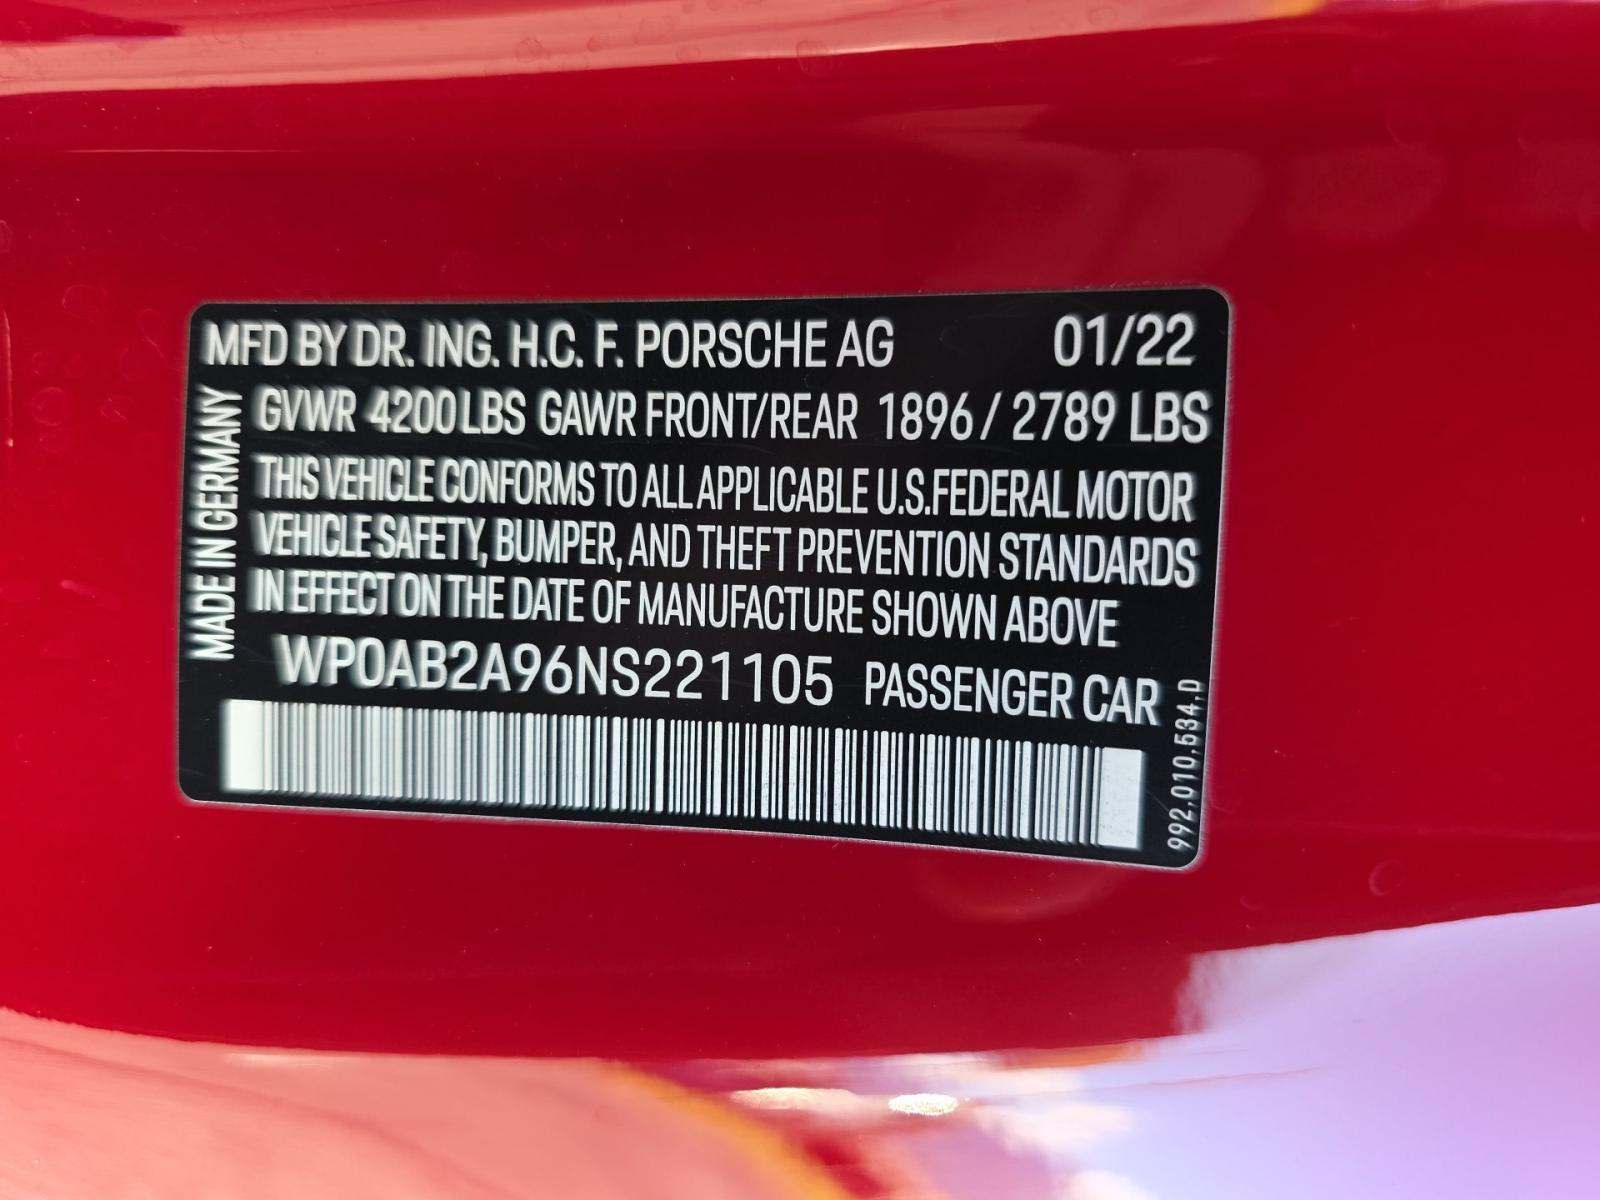 MFD BY DR. ING. H.C. F. PORSCHE AG 01/22
GVWR 4200LBS GAWR FRONT/REAR 1896/2789 LBS
THIS VEHICLE CONFORMS TO ALL APPLICABLE U.S.FEDERAL MOTOR
VEHICLE SAFETY, BUMPER, AND THEFT PREVENTION STANDARDS
IN EFFECT ON THE DATE OF MANUFACTURE SHOWN ABOVE
WP0AB2A96NS221105 PASSENGER CAR
MADE IN GERMANY
992.010.534.D